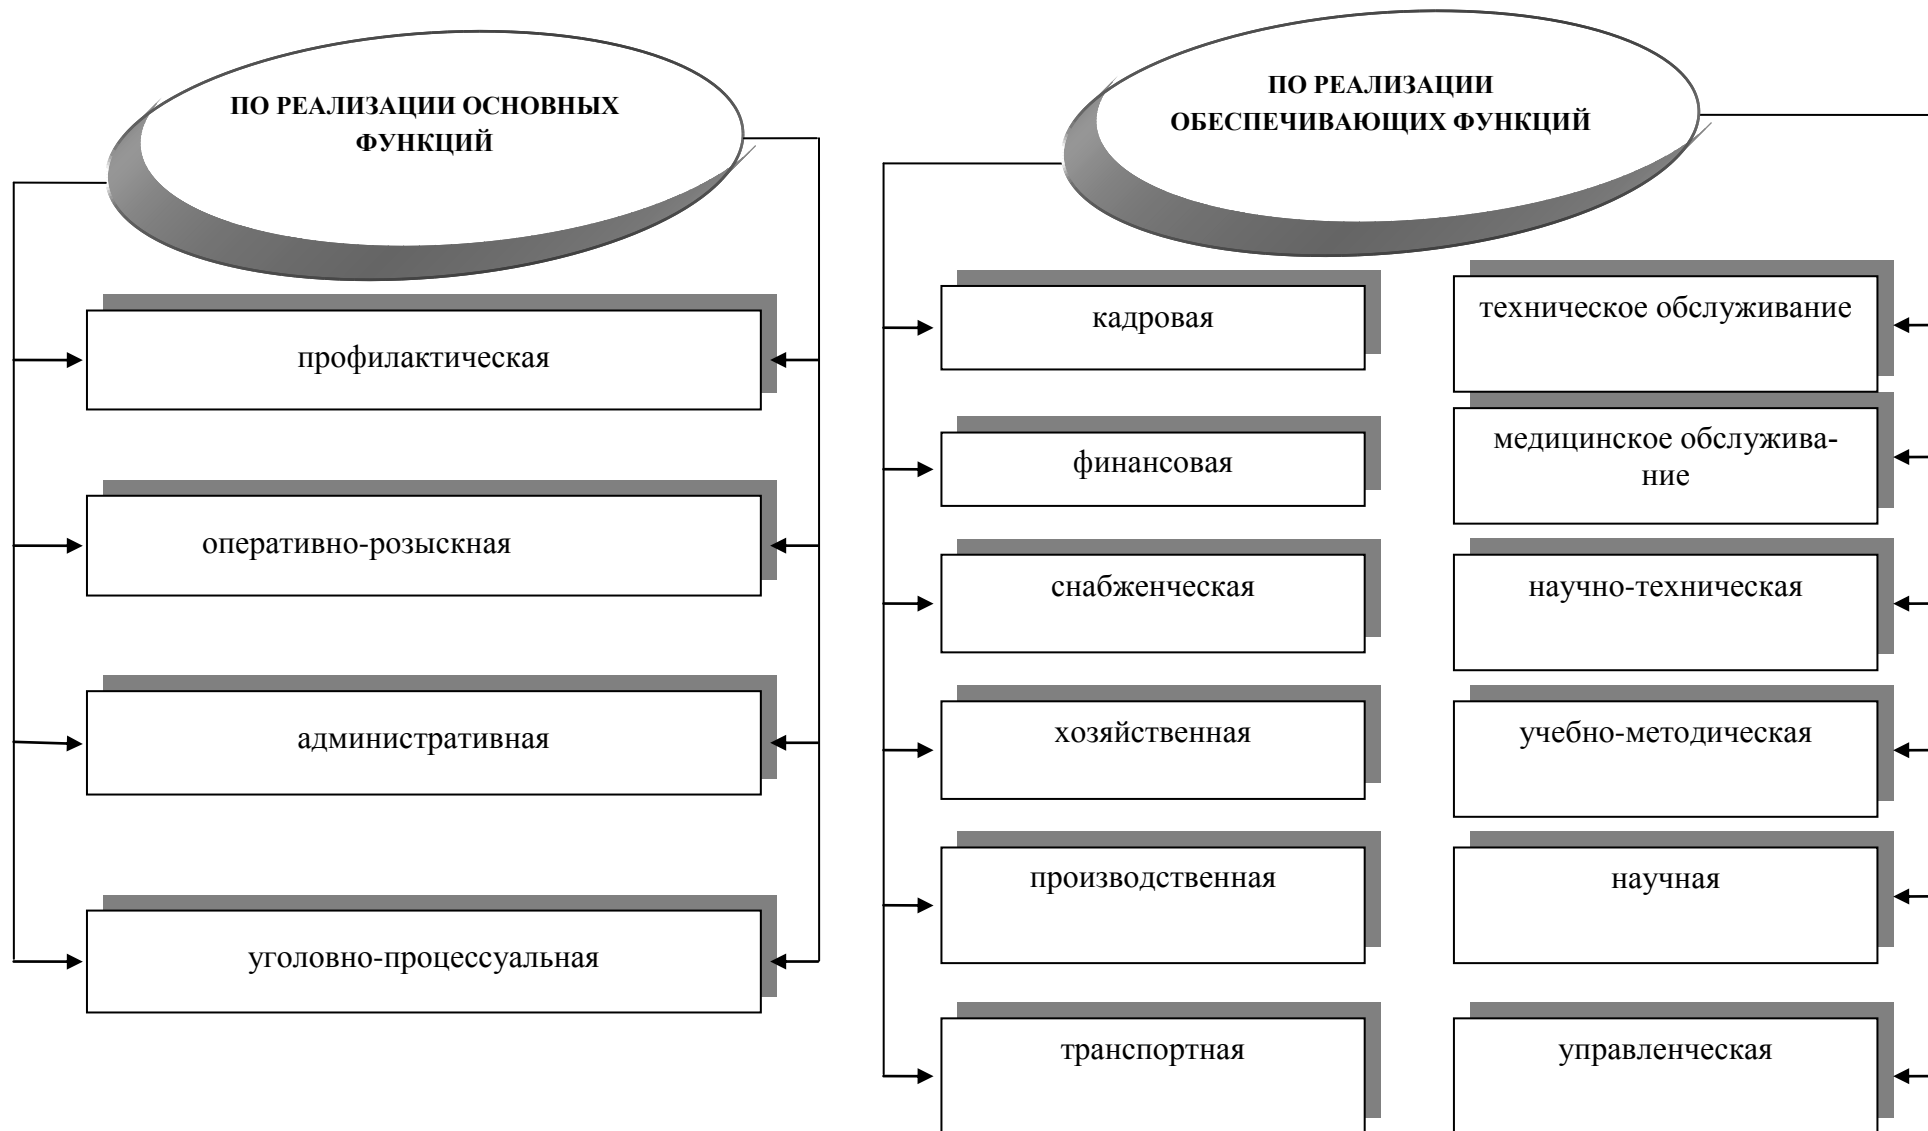 ПО РЕАЛИЗАЦИИ ОСНОВНЫХ
ФУНКЦИЙ
профилактическая
оперативно-розыскная
административная
уголовно-процессуальная
ПО РЕАЛИЗАЦИИ
ОБЕСПЕЧИВАЮЩИХ ФУНКЦИЙ
кадровая
финансовая
снабженческая
хозяйственная
производственная
транспортная
техническое обслуживание
медицинское обслужива-
ние
научно-техническая
учебно-методическая
научная
управленческая